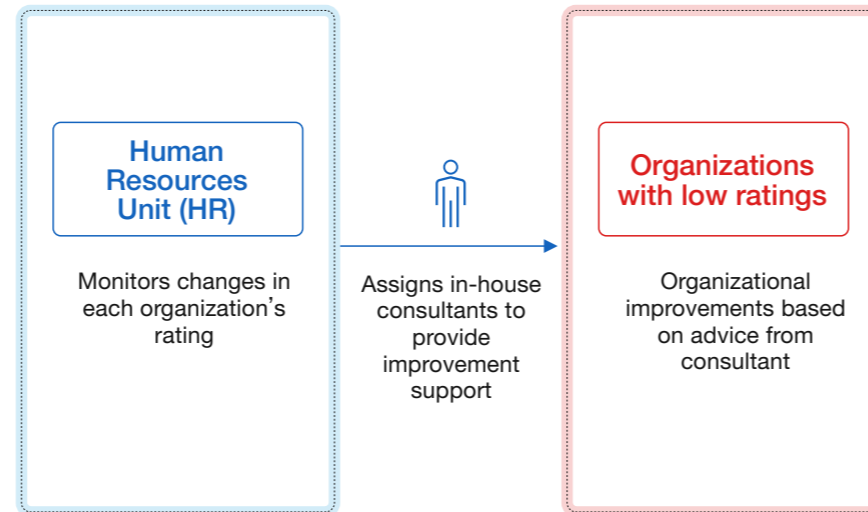 Human
Resources
Unit (HR)
Monitors changes in
each organization’s
rating
Assigns in-house
consultants to
provide
improvement
support
Organizations
with low ratings
Organizational
improvements based
on advice from
consultant